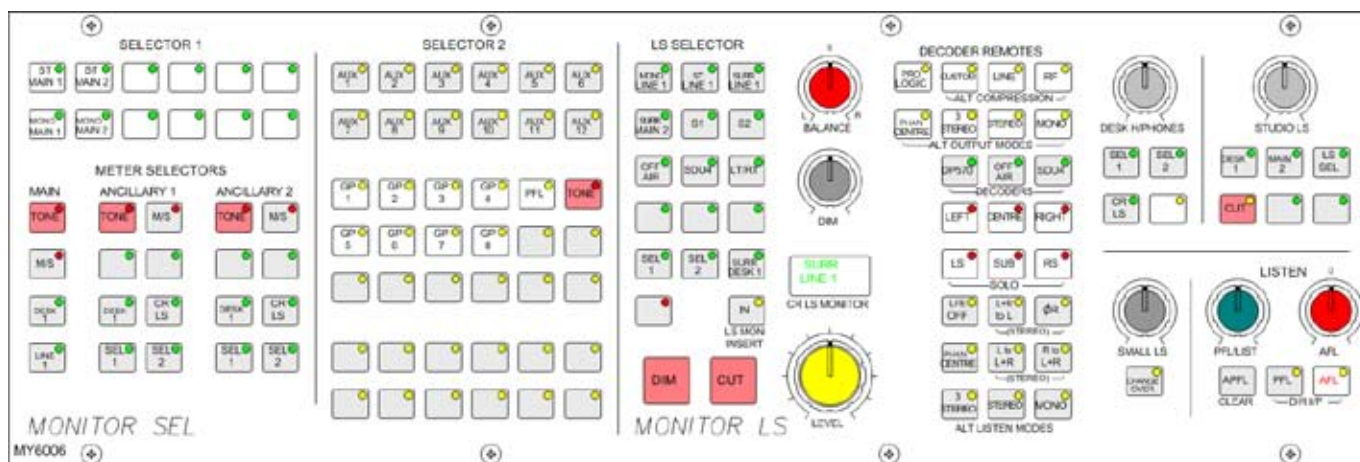 SELECTOR 1
ST MAIN 1
ST MAIN 2
MONO MAIN 1
MONO MAIN 2
METER SELECTORS
MAIN
ANCILLARY 1
ANCILLARY 2
TONE
TONE
M/S
TONE
M/S
M/S
DESK 1
DESK 1
CR LS
DESK 1
CR LS
LINE 1
SEL 1
SEL 2
SEL 1
SEL 2
MONITOR SEL
MY6006
SELECTOR 2
AUX 1
AUX 2
AUX 3
AUX 4
AUX 5
AUX 6
AUX 7
AUX 8
AUX 9
AUX 10
AUX 11
AUX 12
GP 1
GP 2
GP 3
GP 4
PFL
TONE
GP 5
GP 6
GP 7
GP 8
LS SELECTOR
MONO LINE 1
ST LINE 1
SURR LINE 1
SURR MAIN 2
S1
S2
OFF AIR
SDU4
LT/RT
SEL 1
SEL 2
SURR DESK 1
IN
LS MON INSERT
DIM
CUT
MONITOR LS
L
R
BALANCE
DIM
SURR
LINE 1
CR LS MONITOR
LEVEL
DECODER REMOTES
PRO LOGIC
CUSTOM
LINE
RF
ALT COMPRESSION
PHAN CENTRE
3 STEREO
STEREO
MONO
ALT OUTPUT MODES
DP570
OFF AIR
SDU4
DECODERS
LEFT
CENTRE
RIGHT
LS
SUB
RS
SOLO
LFE OFF
L+R to L
ØR
(STEREO)
PHAN CENTRE
L to L+R
R to L+R
(STEREO)
3 STEREO
STEREO
MONO
ALT LISTEN MODES
DESK H/PHONES
SEL 1
SEL 2
CR LS
STUDIO LS
DESK 1
MAIN 2
LS SEL
CUT
SMALL LS
CHANGE OVER
LISTEN
0
PFL/LIST
AFL
APFL
PFL
AFL
CLEAR